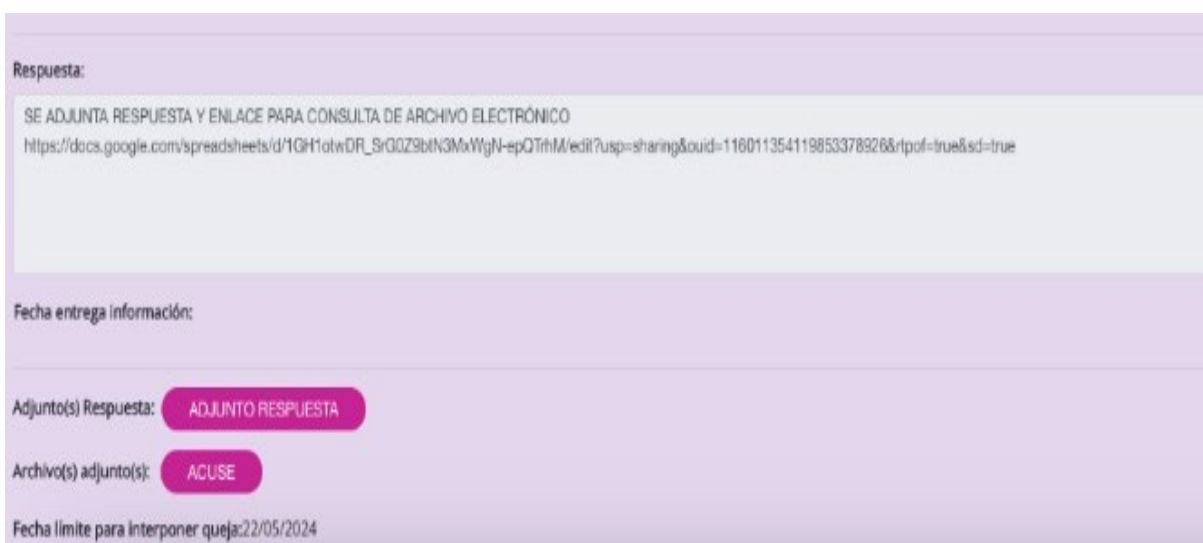 Respuesta:
SE ADJUNTA RESPUESTA Y ENLACE PARA CONSULTA DE ARCHIVO ELECTRÓNICO
https://docs.google.com/spreadsheets/d/1GH1otwDR_SrG0Z9btN3MxWgN-epQTrhM/edit?usp=sharing&ouid=116011354119853378926&rtpof=true&sd=true
Fecha entrega información:
Adjunto(s) Respuesta: ADJUNTO RESPUESTA
Archivo(s) adjunto(s): ACUSE
Fecha límite para interponer queja:22/05/2024